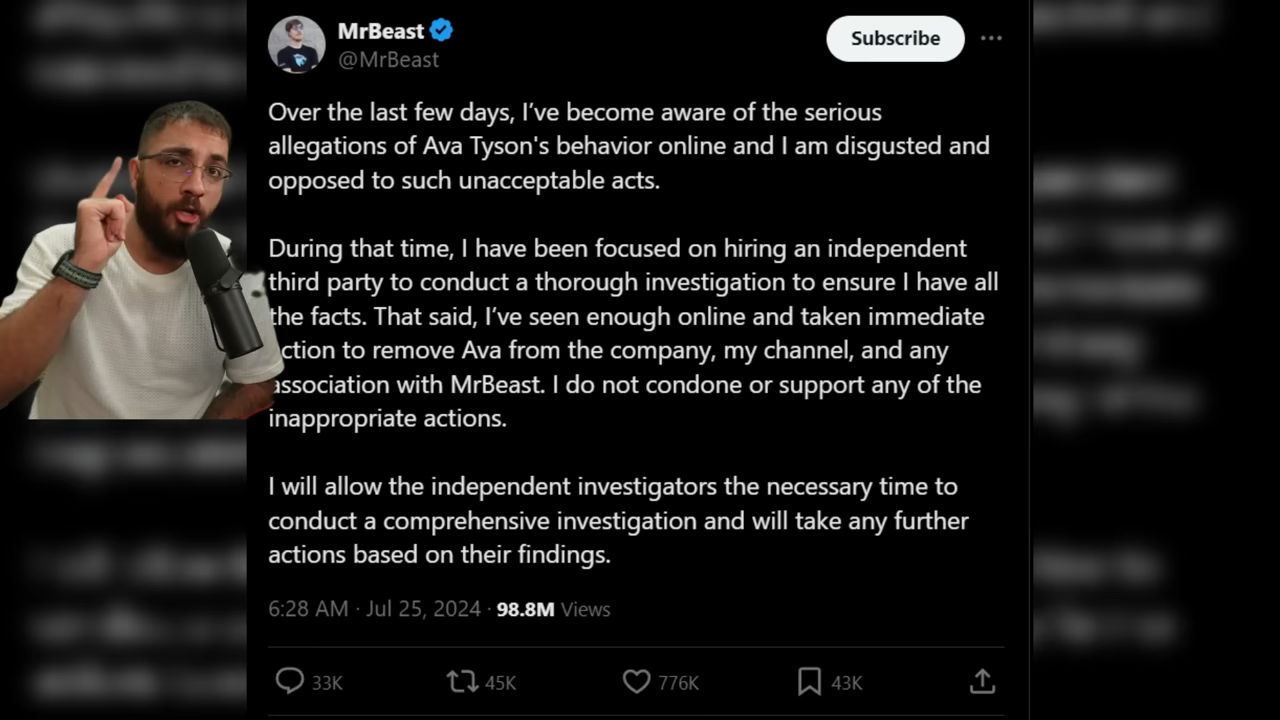 MrBeast
@MrBeast
Subscribe
Over the last few days, I've become aware of the serious
allegations of Ava Tyson's behavior online and I am disgusted and
opposed to such unacceptable acts.
During that time, I have been focused on hiring an independent
third party to conduct a thorough investigation to ensure I have all
the facts. That said, I've seen enough online and taken immediate
ction to remove Ava from the company, my channel, and any
association with MrBeast. I do not condone or support any of the
inappropriate actions.
I will allow the independent investigators the necessary time to
conduct a comprehensive investigation and will take any further
actions based on their findings.
6:28 AM · Jul 25, 2024 · 98.8M Views
33K 45K 776K 43K